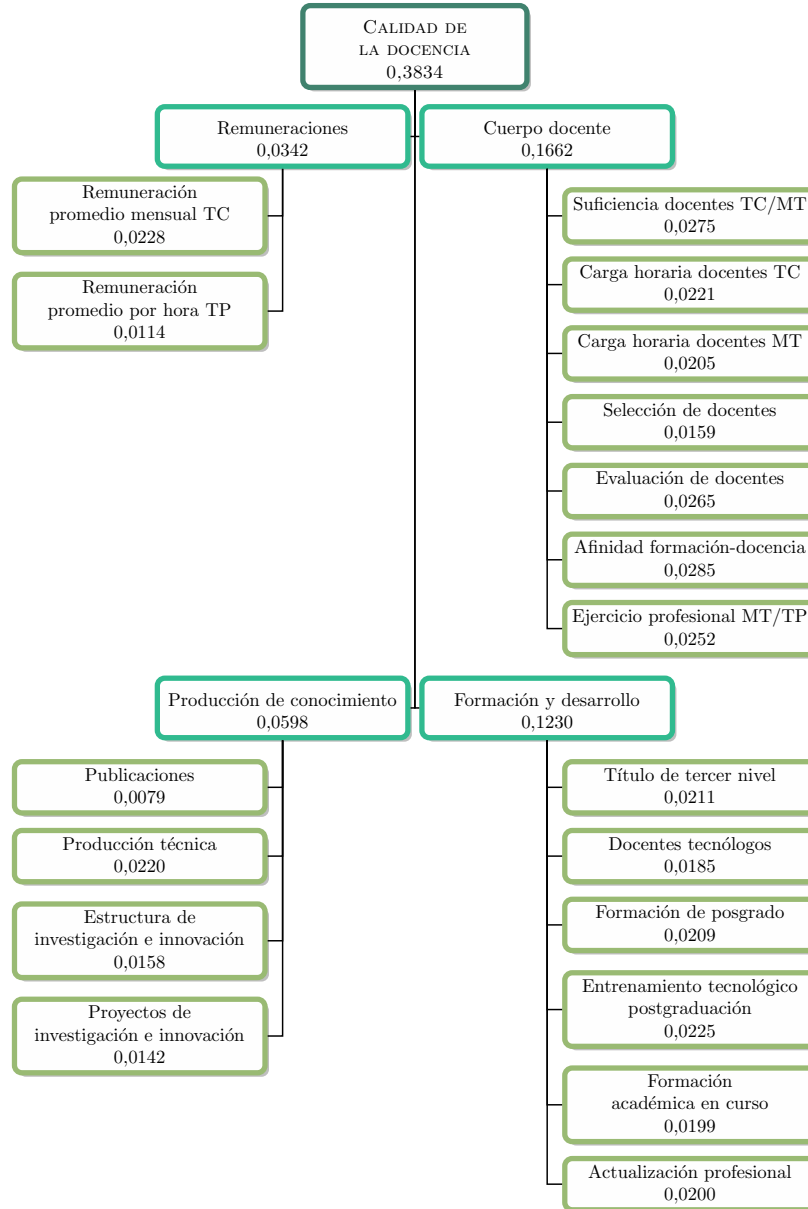 CALIDAD DE
LA DOCENCIA
0,3834
Remuneraciones
0,0342
Remuneración
promedio mensual TC
0,0228
Remuneración
promedio por hora TP
0,0114
Cuerpo docente
0,1662
Suficiencia docentes TC/MT
0,0275
Carga horaria docentes TC
0,0221
Carga horaria docentes MT
0,0205
Selección de docentes
0,0159
Evaluación de docentes
0,0265
Afinidad formación-docencia
0,0285
Ejercicio profesional MT/TP
0,0252
Producción de conocimiento
0,0598
Publicaciones
0,0079
Producción técnica
0,0220
Estructura de
investigación e innovación
0,0158
Proyectos de
investigación e innovación
0,0142
Formación y desarrollo
0,1230
Título de tercer nivel
0,0211
Docentes tecnólogos
0,0185
Formación de posgrado
0,0209
Entrenamiento tecnológico
postgraduación
0,0225
Formación
académica en curso
0,0199
Actualización profesional
0,0200